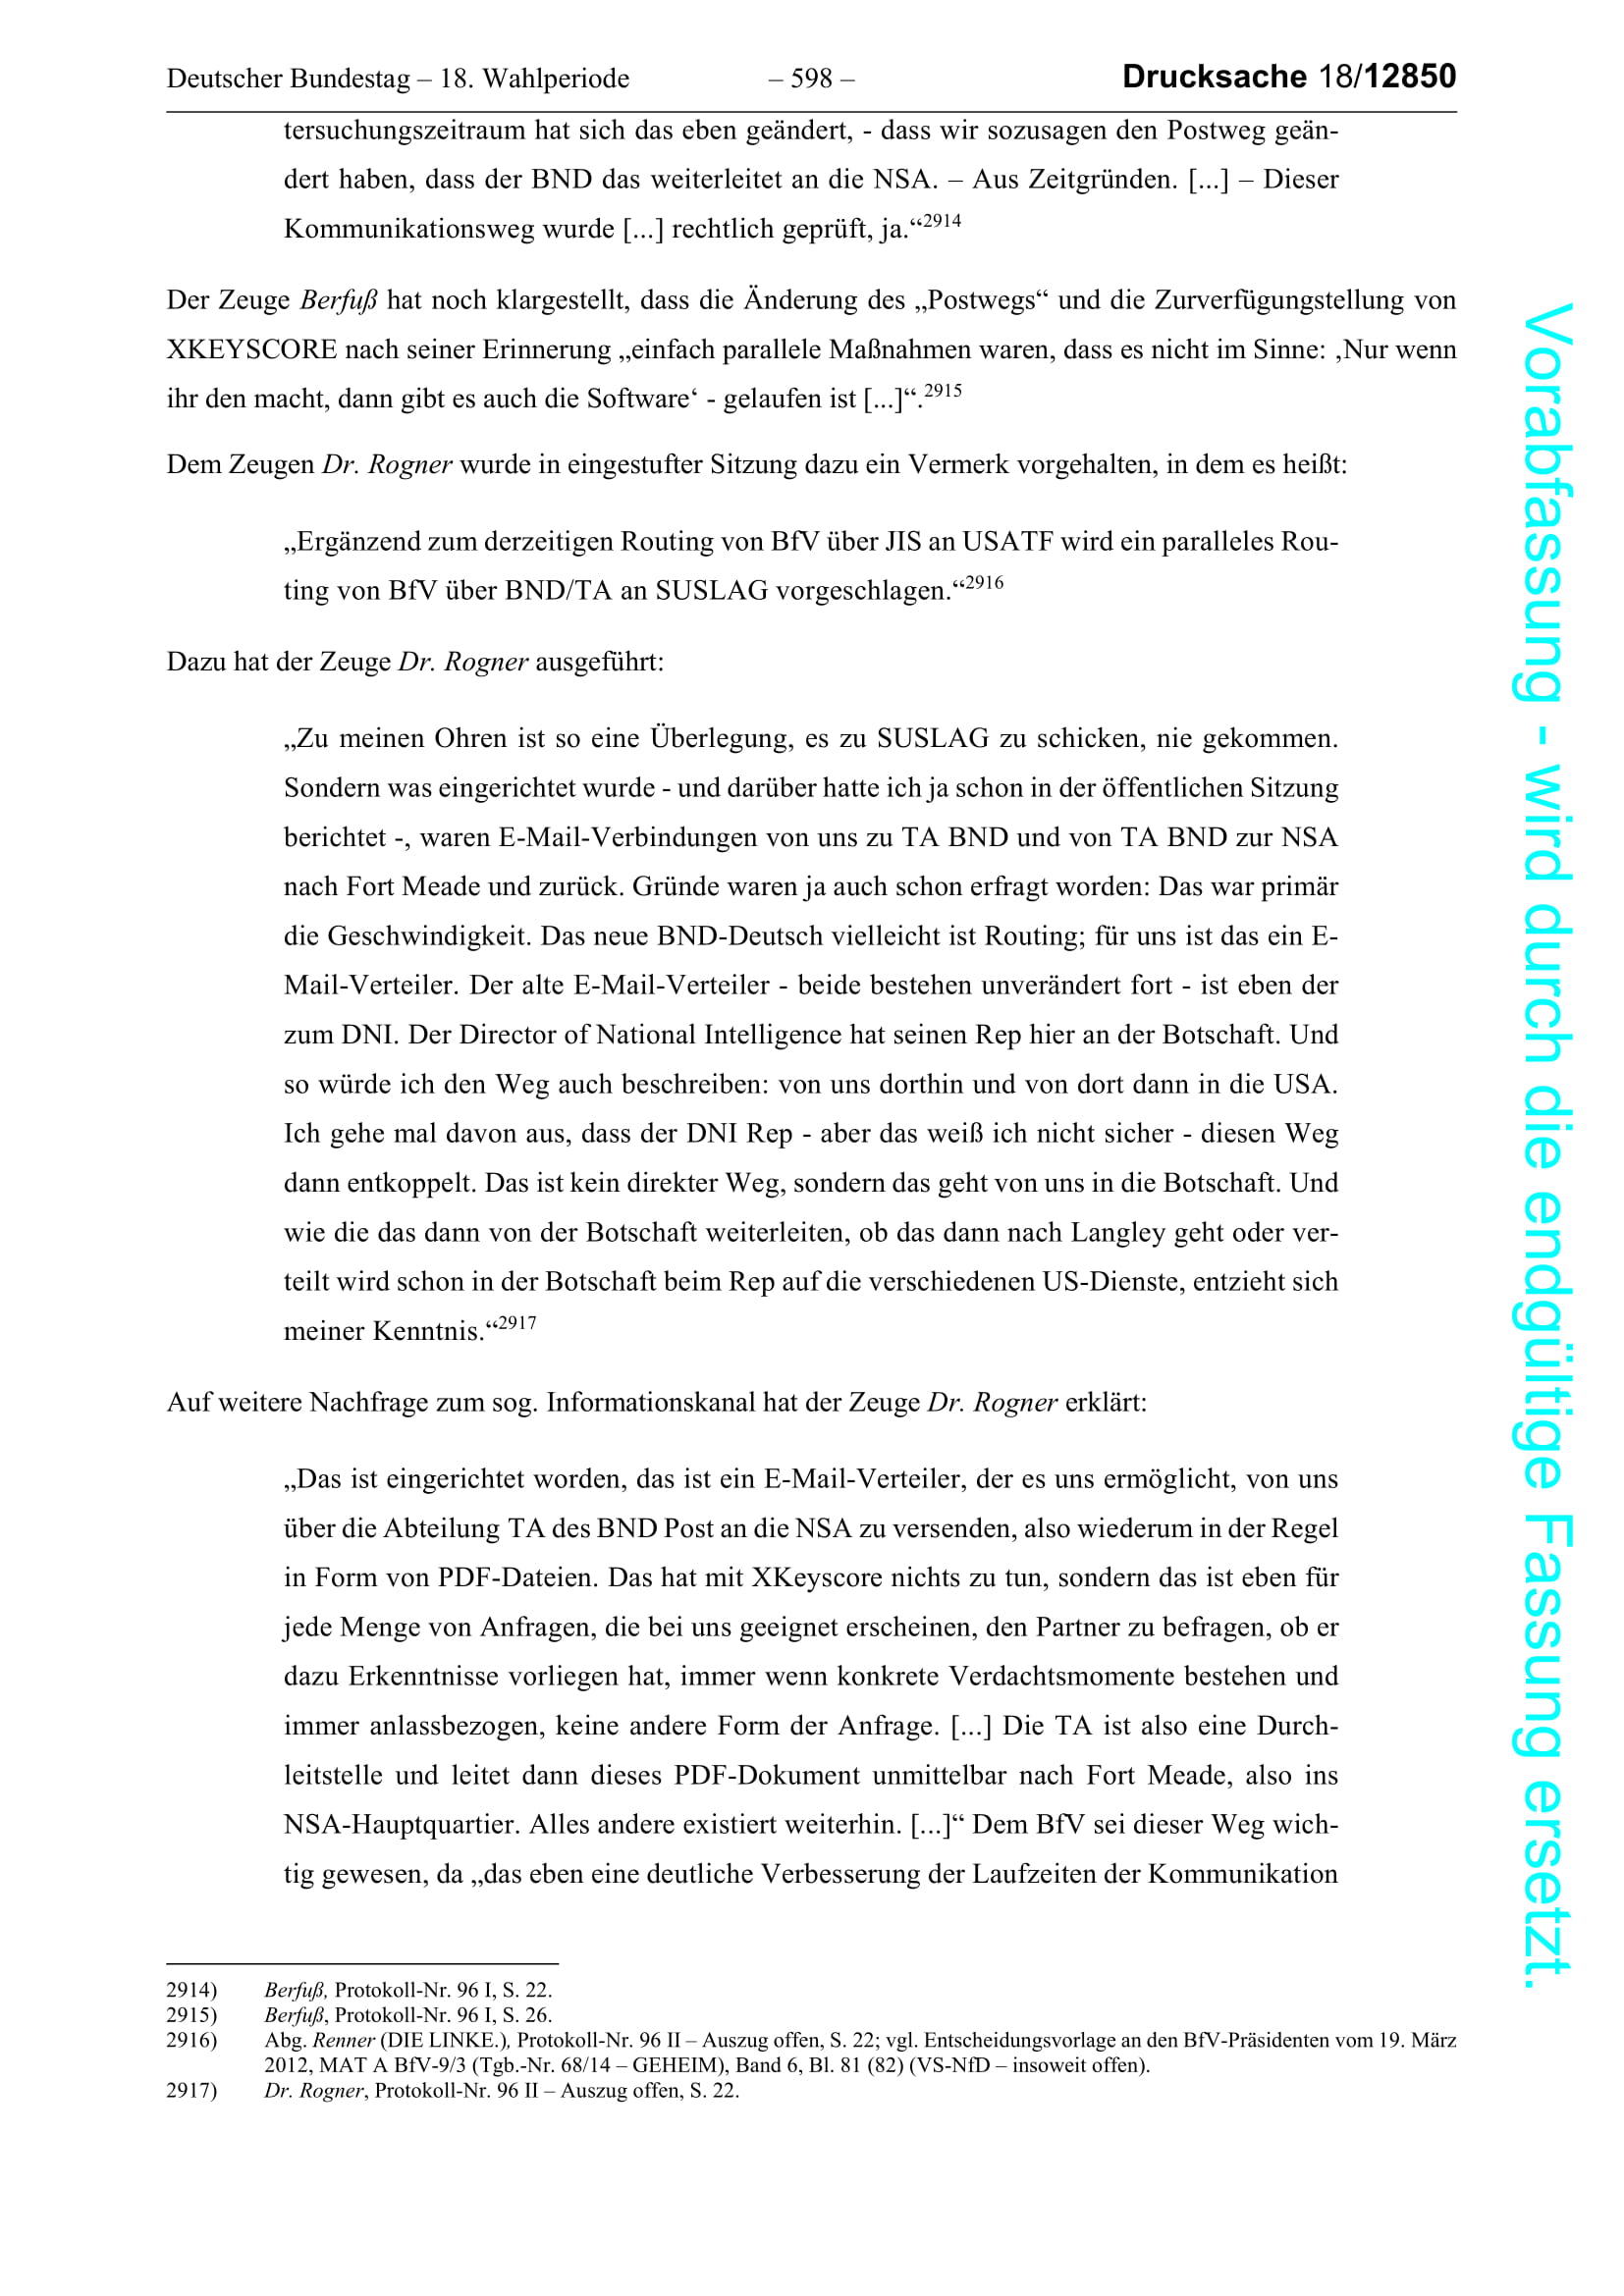 Deutscher Bundestag – 18. Wahlperiode – 598 – Drucksache 18/12850
tersuchungszeitraum hat sich das eben geändert, - dass wir sozusagen den Postweg geän-
dert haben, dass der BND das weiterleitet an die NSA. – Aus Zeitgründen. [...] – Dieser
Kommunikationsweg wurde [...] rechtlich geprüft, ja.“2914
Der Zeuge Berfuß hat noch klargestellt, dass die Änderung des „Postwegs“ und die Zurverfügungstellung von
XKEYSCORE nach seiner Erinnerung „einfach parallele Maßnahmen waren, dass es nicht im Sinne: ‚Nur wenn
ihr den macht, dann gibt es auch die Software‘ - gelaufen ist [...]“.2915
Dem Zeugen Dr. Rogner wurde in eingestufter Sitzung dazu ein Vermerk vorgehalten, in dem es heißt:
„Ergänzend zum derzeitigen Routing von BfV über JIS an USATF wird ein paralleles Rou-
ting von BfV über BND/TA an SUSLAG vorgeschlagen.“2916
Dazu hat der Zeuge Dr. Rogner ausgeführt:
„Zu meinen Ohren ist so eine Überlegung, es zu SUSLAG zu schicken, nie gekommen.
Sondern was eingerichtet wurde - und darüber hatte ich ja schon in der öffentlichen Sitzung
berichtet -, waren E-Mail-Verbindungen von uns zu TA BND und von TA BND zur NSA
nach Fort Meade und zurück. Gründe waren ja auch schon erfragt worden: Das war primär
die Geschwindigkeit. Das neue BND-Deutsch vielleicht ist Routing; für uns ist das ein E-
Mail-Verteiler. Der alte E-Mail-Verteiler - beide bestehen unverändert fort - ist eben der
zum DNI. Der Director of National Intelligence hat seinen Rep hier an der Botschaft. Und
so würde ich den Weg auch beschreiben: von uns dorthin und von dort dann in die USA.
Ich gehe mal davon aus, dass der DNI Rep - aber das weiß ich nicht sicher - diesen Weg
dann entkoppelt. Das ist kein direkter Weg, sondern das geht von uns in die Botschaft. Und
wie die das dann von der Botschaft weiterleiten, ob das dann nach Langley geht oder ver-
teilt wird schon in der Botschaft beim Rep auf die verschiedenen US-Dienste, entzieht sich
meiner Kenntnis.“2917
Auf weitere Nachfrage zum sog. Informationskanal hat der Zeuge Dr. Rogner erklärt:
„Das ist eingerichtet worden, das ist ein E-Mail-Verteiler, der es uns ermöglicht, von uns
über die Abteilung TA des BND Post an die NSA zu versenden, also wiederum in der Regel
in Form von PDF-Dateien. Das hat mit XKeyscore nichts zu tun, sondern das ist eben für
jede Menge von Anfragen, die bei uns geeignet erscheinen, den Partner zu befragen, ob er
dazu Erkenntnisse vorliegen hat, immer wenn konkrete Verdachtsmomente bestehen und
immer anlassbezogen, keine andere Form der Anfrage. [...] Die TA ist also eine Durch-
leitstelle und leitet dann dieses PDF-Dokument unmittelbar nach Fort Meade, also ins
NSA-Hauptquartier. Alles andere existiert weiterhin. [...]“ Dem BfV sei dieser Weg wich-
tig gewesen, da „das eben eine deutliche Verbesserung der Laufzeiten der Kommunikation
2914) Berfuß, Protokoll-Nr. 96 I, S. 22.
2915) Berfuß, Protokoll-Nr. 96 I, S. 26.
2916) Abg. Renner (DIE LINKE.), Protokoll-Nr. 96 II – Auszug offen, S. 22; vgl. Entscheidungsvorlage an den BfV-Präsidenten vom 19. März
2012, MAT A BfV-9/3 (Tgb.-Nr. 68/14 – GEHEIM), Band 6, Bl. 81 (82) (VS-NfD – insoweit offen).
2917) Dr. Rogner, Protokoll-Nr. 96 II – Auszug offen, S. 22.
Vorabfassung - wird durch die endgültige Fassung ersetzt.